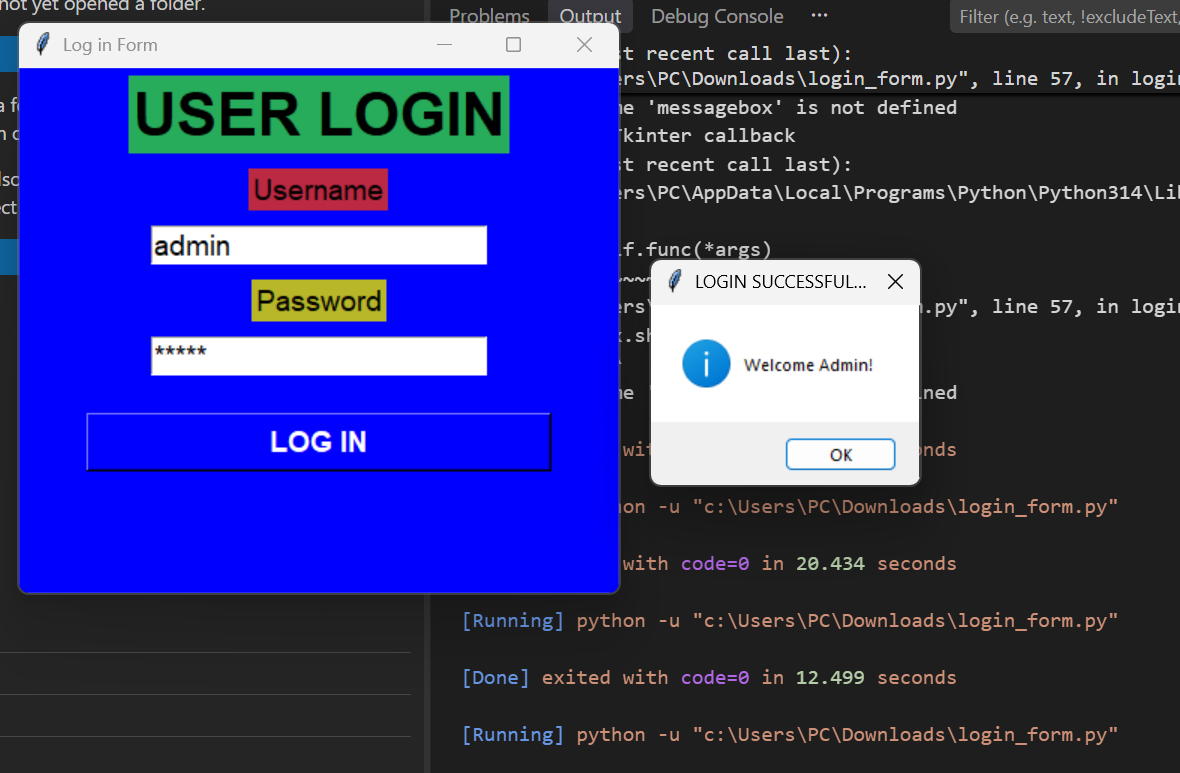 not yet opened a folder.
Problems Output Debug Console ···
Filter (e.g. text, !excludeText,
Log in Form
USER LOGIN
Username
admin
Password
*****
LOG IN
st recent call last):
ers\PC\Downloads\login_form.py", line 57, in login
me 'messagebox' is not defined
Tkinter callback
st recent call last):
ers\PC\AppData\Local\Programs\Python\Python314\Lib
lf.func(*args)
~~~~
m.py", line 57, in login
ined
LOGIN SUCCESSFUL...
Welcome Admin!
OK
with
onds
hon -u "c:\Users\PC\Downloads\login_form.py"
with code=0 in 20.434 seconds
[Running] python -u "c:\Users\PC\Downloads\login_form.py"
[Done] exited with code=0 in 12.499 seconds
[Running] python -u "c:\Users\PC\Downloads\login_form.py"